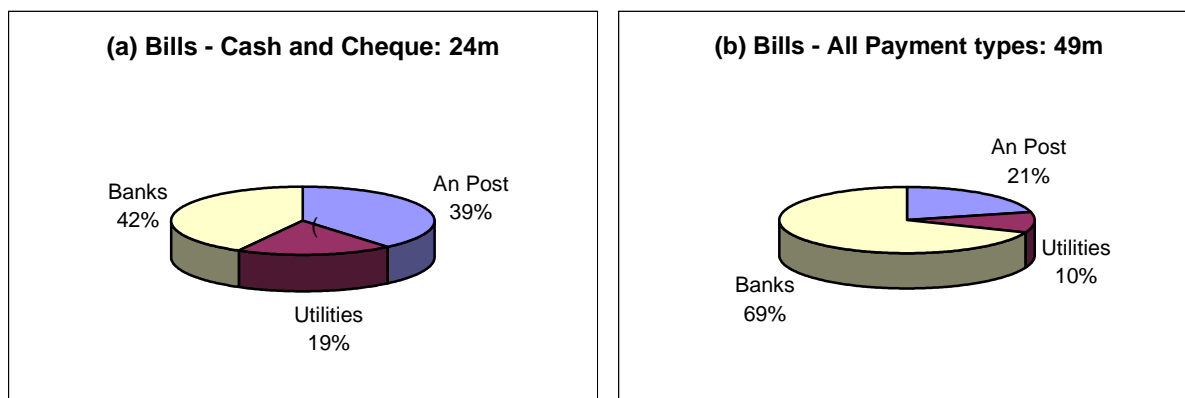 (a) Bills - Cash and Cheque: 24m
Banks
42%
An Post
39%
Utilities
19%
(b) Bills - All Payment types: 49m
An Post
21%
Utilities
10%
Banks
69%